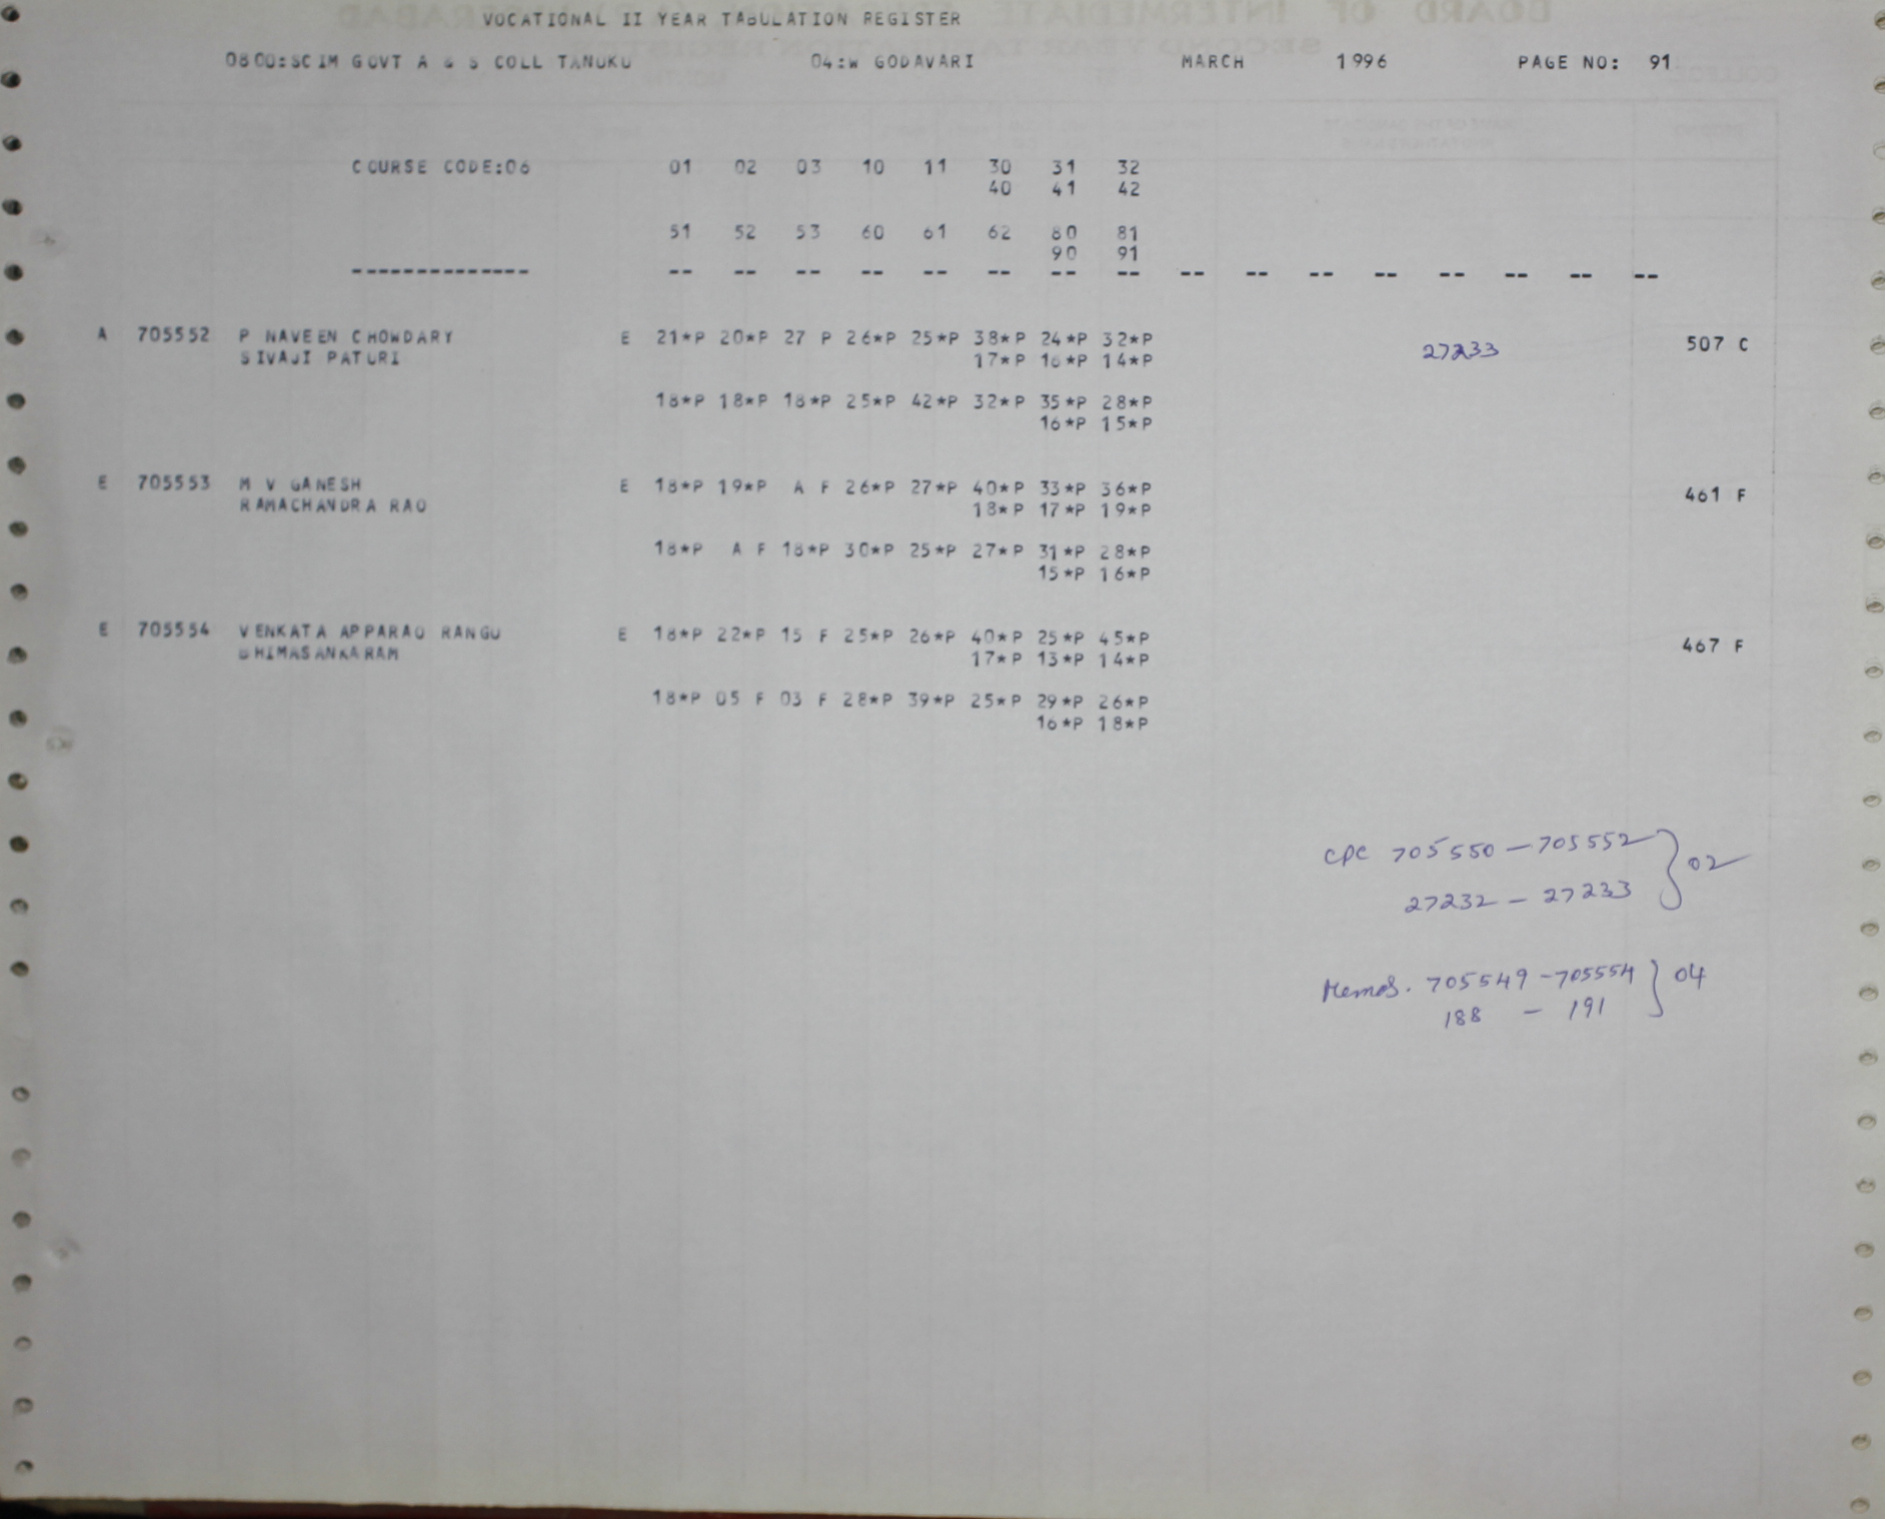 VOCATIONAL II YEAR TABULATION REGISTER
0800:SCIM GOVT A & S COLL TANUKU 04:W GODAVARI MARCH 1996 PAGE NO: 91
COURSE CODE:06 01 02 03 10 11 30 31 32
40 41 42
51 52 53 60 61 62 80 81
90 91
-------------- -- -- -- -- -- -- -- -- -- -- -- -- -- -- -- --
A 705552 P NAVEEN CHOWDARY E 21*P 20*P 27 P 26*P 25*P 38*P 24*P 32*P 27233 507 C
SIVAJI PATURI 17*P 16*P 14*P
18*P 18*P 18*P 25*P 42*P 32*P 35*P 28*P
16*P 15*P
E 705553 M V GANESH E 18*P 19*P A F 26*P 27*P 40*P 33*P 36*P 461 F
RAMACHANDRA RAO 18*P 17*P 19*P
18*P A F 18*P 30*P 25*P 27*P 31*P 28*P
15*P 16*P
E 705554 VENKATA APPARAO RANGU E 18*P 22*P 15 F 25*P 26*P 40*P 25*P 45*P 467 F
BHIMASANKARAM 17*P 13*P 14*P
18*P 05 F 03 F 28*P 39*P 25*P 29*P 26*P
16*P 18*P
CPC 705550 - 705552 } 02
27232 - 27233
Memos. 705549 - 705554 } 04
188 - 191